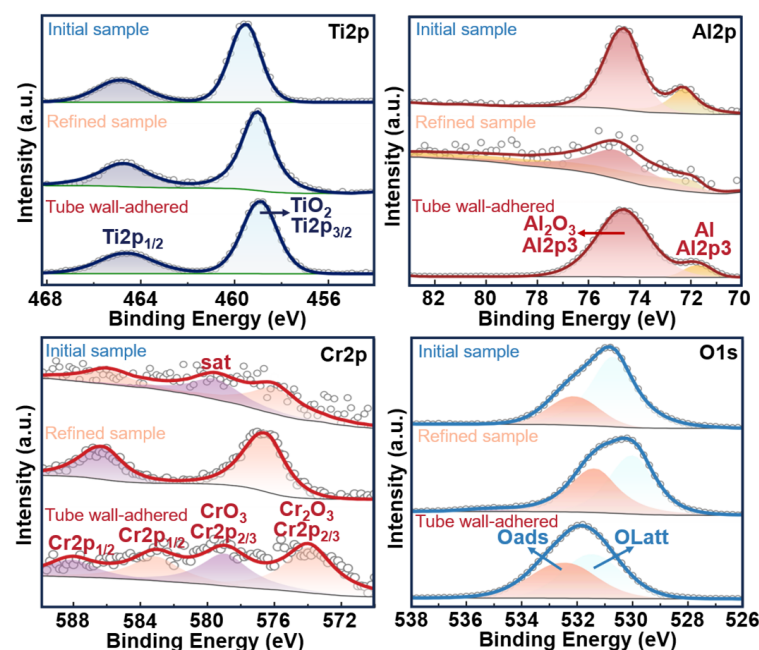 Initial sample
Ti2p
Refined sample
Tube wall-adhered
TiO₂
Ti2p₃/₂
Ti2p₁/₂
Intensity (a.u.)
468 464 460 456
Binding Energy (eV)
Initial sample
Al2p
Refined sample
Tube wall-adhered
Al₂O₃
Al2p3
Al
Al2p3
Intensity (a.u.)
82 80 77 75 72 70
Binding Energy (eV)
Initial sample
Cr2p
sat
Refined sample
Tube wall-adhered
CrO₃
Cr2p₂/₃
Cr₂O₃
Cr2p₂/₃
Cr2p₁/₂
Cr2p₁/₂
Intensity (a.u.)
588 584 580 576 572
Binding Energy (eV)
Initial sample
O1s
Refined sample
Tube wall-adhered
Oads
OLatt
Intensity (a.u.)
538 536 534 532 530 528 526
Binding Energy (eV)